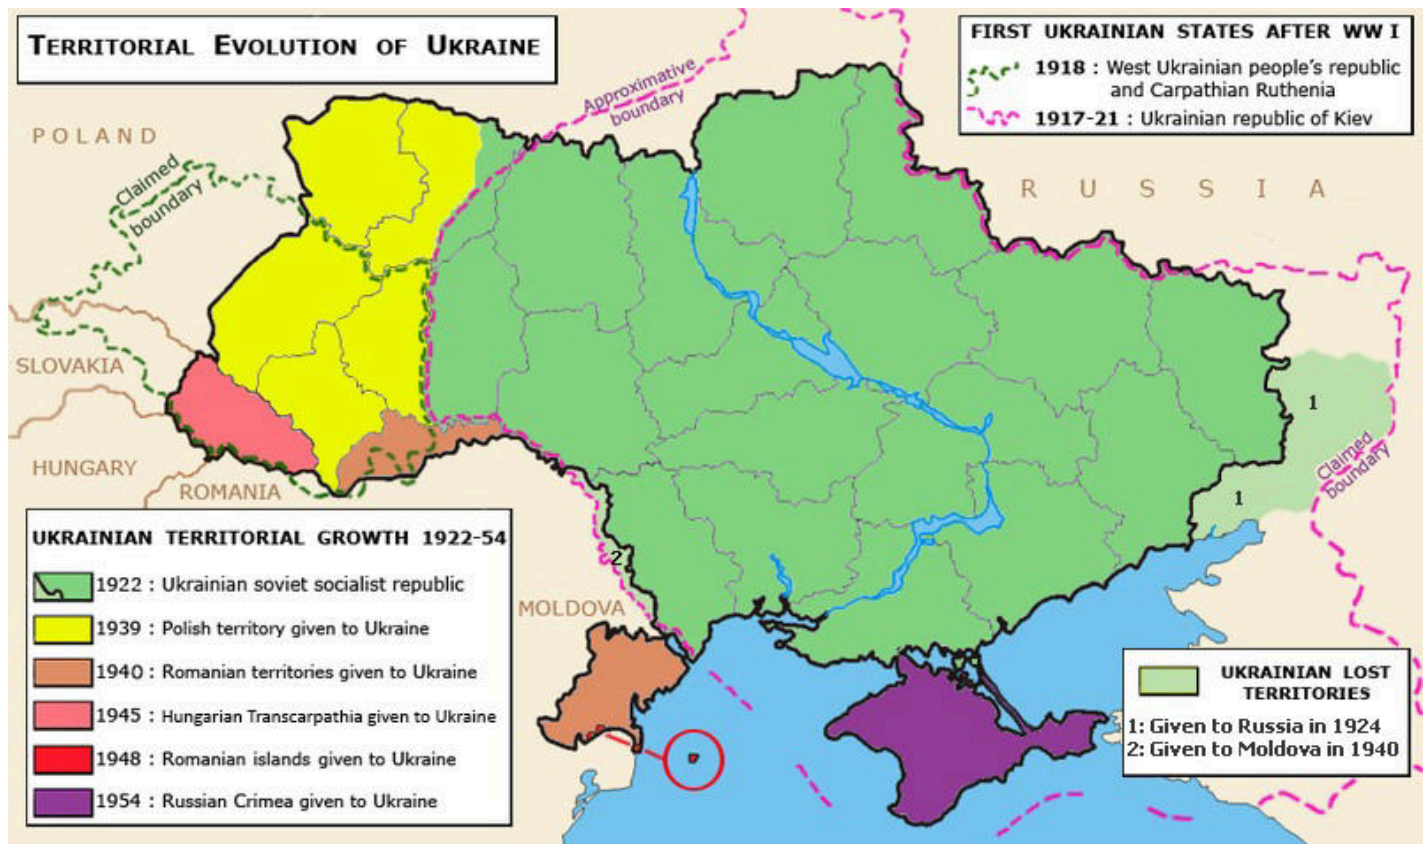 TERRITORIAL EVOLUTION OF UKRAINE
FIRST UKRAINIAN STATES AFTER WW I
1918 : West Ukrainian people's republic
and Carpathian Ruthenia
1917-21 : Ukrainian republic of Kiev
Approximative
boundary
POLAND
Claimed
boundary
RUSSIA
SLOVAKIA
1
HUNGARY
Claimed
boundary
ROMANIA
1
UKRAINIAN TERRITORIAL GROWTH 1922-54
1922 : Ukrainian soviet socialist republic
1939 : Polish territory given to Ukraine
1940 : Romanian territories given to Ukraine
1945 : Hungarian Transcarpathia given to Ukraine
1948 : Romanian islands given to Ukraine
1954 : Russian Crimea given to Ukraine
2
MOLDOVA
UKRAINIAN LOST
TERRITORIES
1: Given to Russia in 1924
2: Given to Moldova in 1940